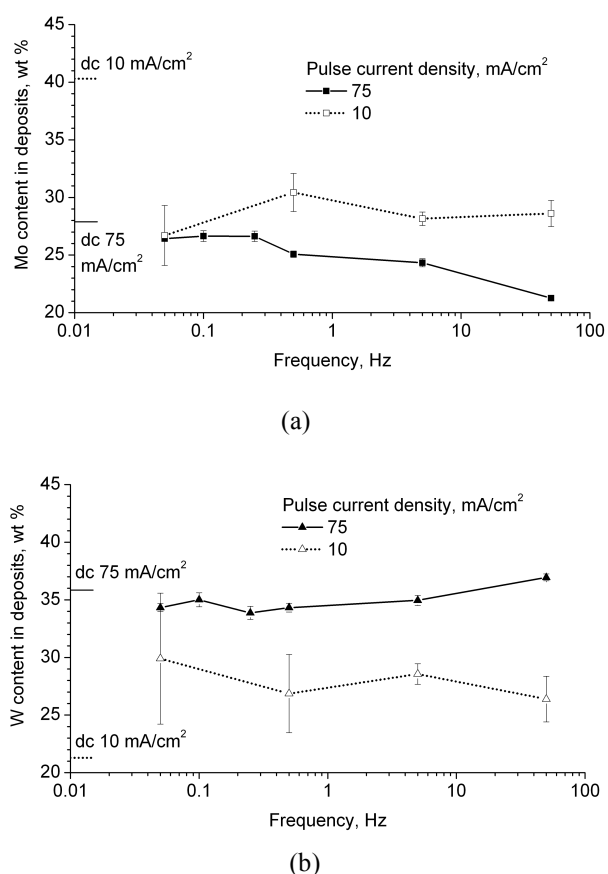 45
dc 10 mA/cm²
40
35
30
25
20
Mo content in deposits, wt %
dc 75
mA/cm²
Pulse current density, mA/cm²
75
10
0.01
0.1
1
10
100
Frequency, Hz
(a)
45
40
35
30
25
20
W content in deposits, wt %
dc 75 mA/cm²
dc 10 mA/cm²
Pulse current density, mA/cm²
75
10
0.01
0.1
1
10
100
Frequency, Hz
(b)